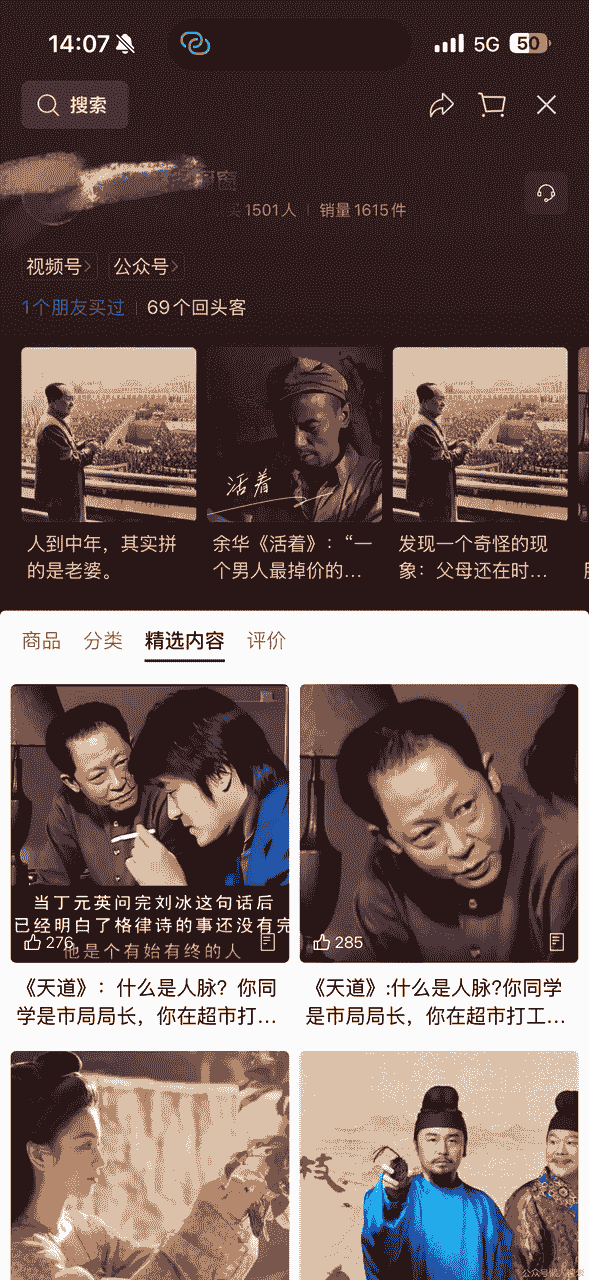 14:07
5G
50
搜索
1501人 | 销量1615件
视频号
公众号
1个朋友买过 | 69个回头客
活着
人到中年，其实拼
的是老婆。
余华《活着》：“一
个男人最掉价的...
发现一个奇怪的现
象：父母还在时...
商品 分类 精选内容 评价
当丁元英问完刘冰这句话后
已经明白了格律诗的事还没有完
他是个有始有终的人
276
285
《天道》：什么是人脉？你同
学是市局局长，你在超市打...
《天道》:什么是人脉?你同学
是市局局长，你在超市打工...
枝